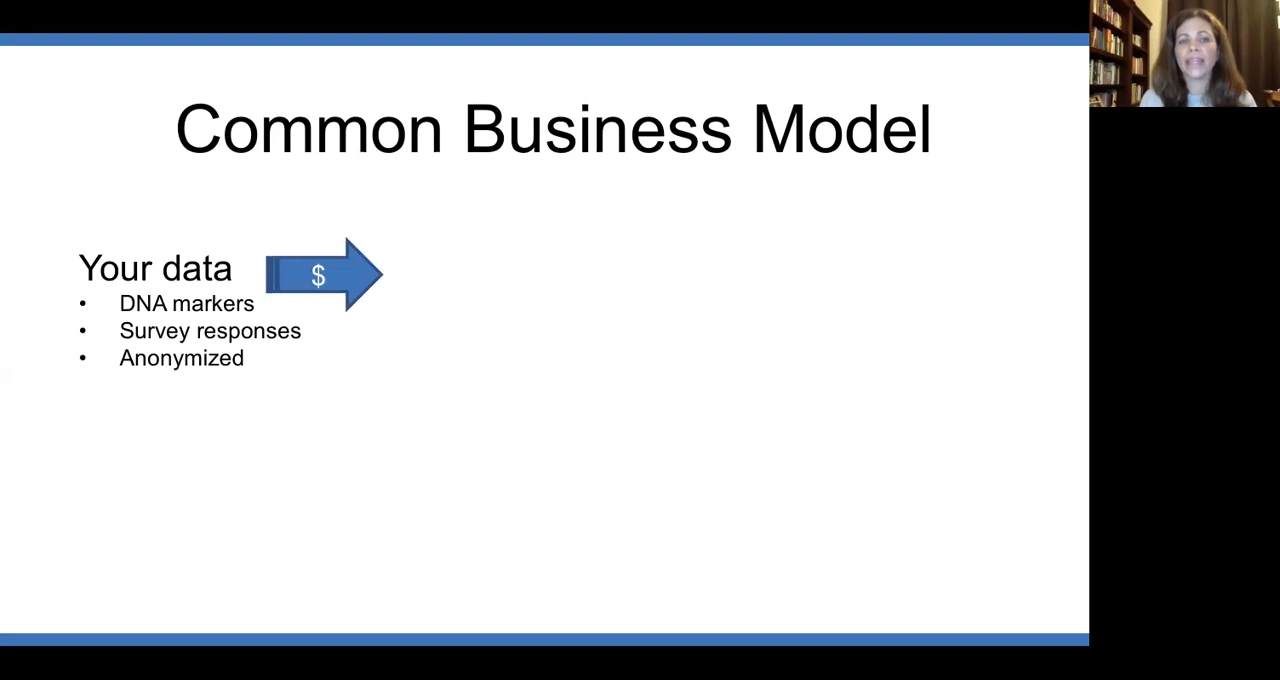 Common Business Model
Your data
$
• DNA markers
• Survey responses
• Anonymized